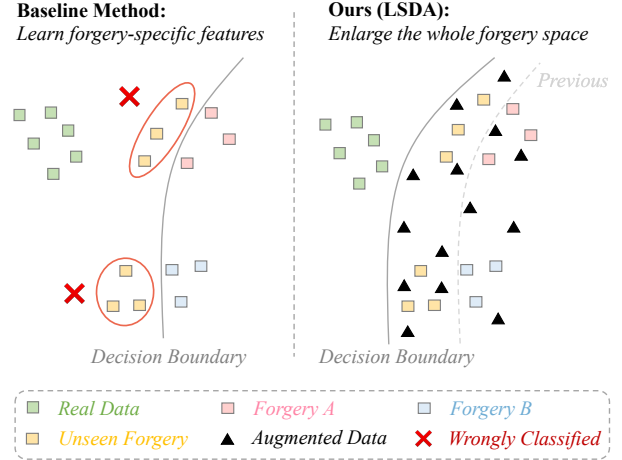 Baseline Method:
Learn forgery-specific features
Ours (LSDA):
Enlarge the whole forgery space
Previous
Decision Boundary
Decision Boundary
Real Data
Forgery A
Forgery B
Unseen Forgery
Augmented Data
Wrongly Classified